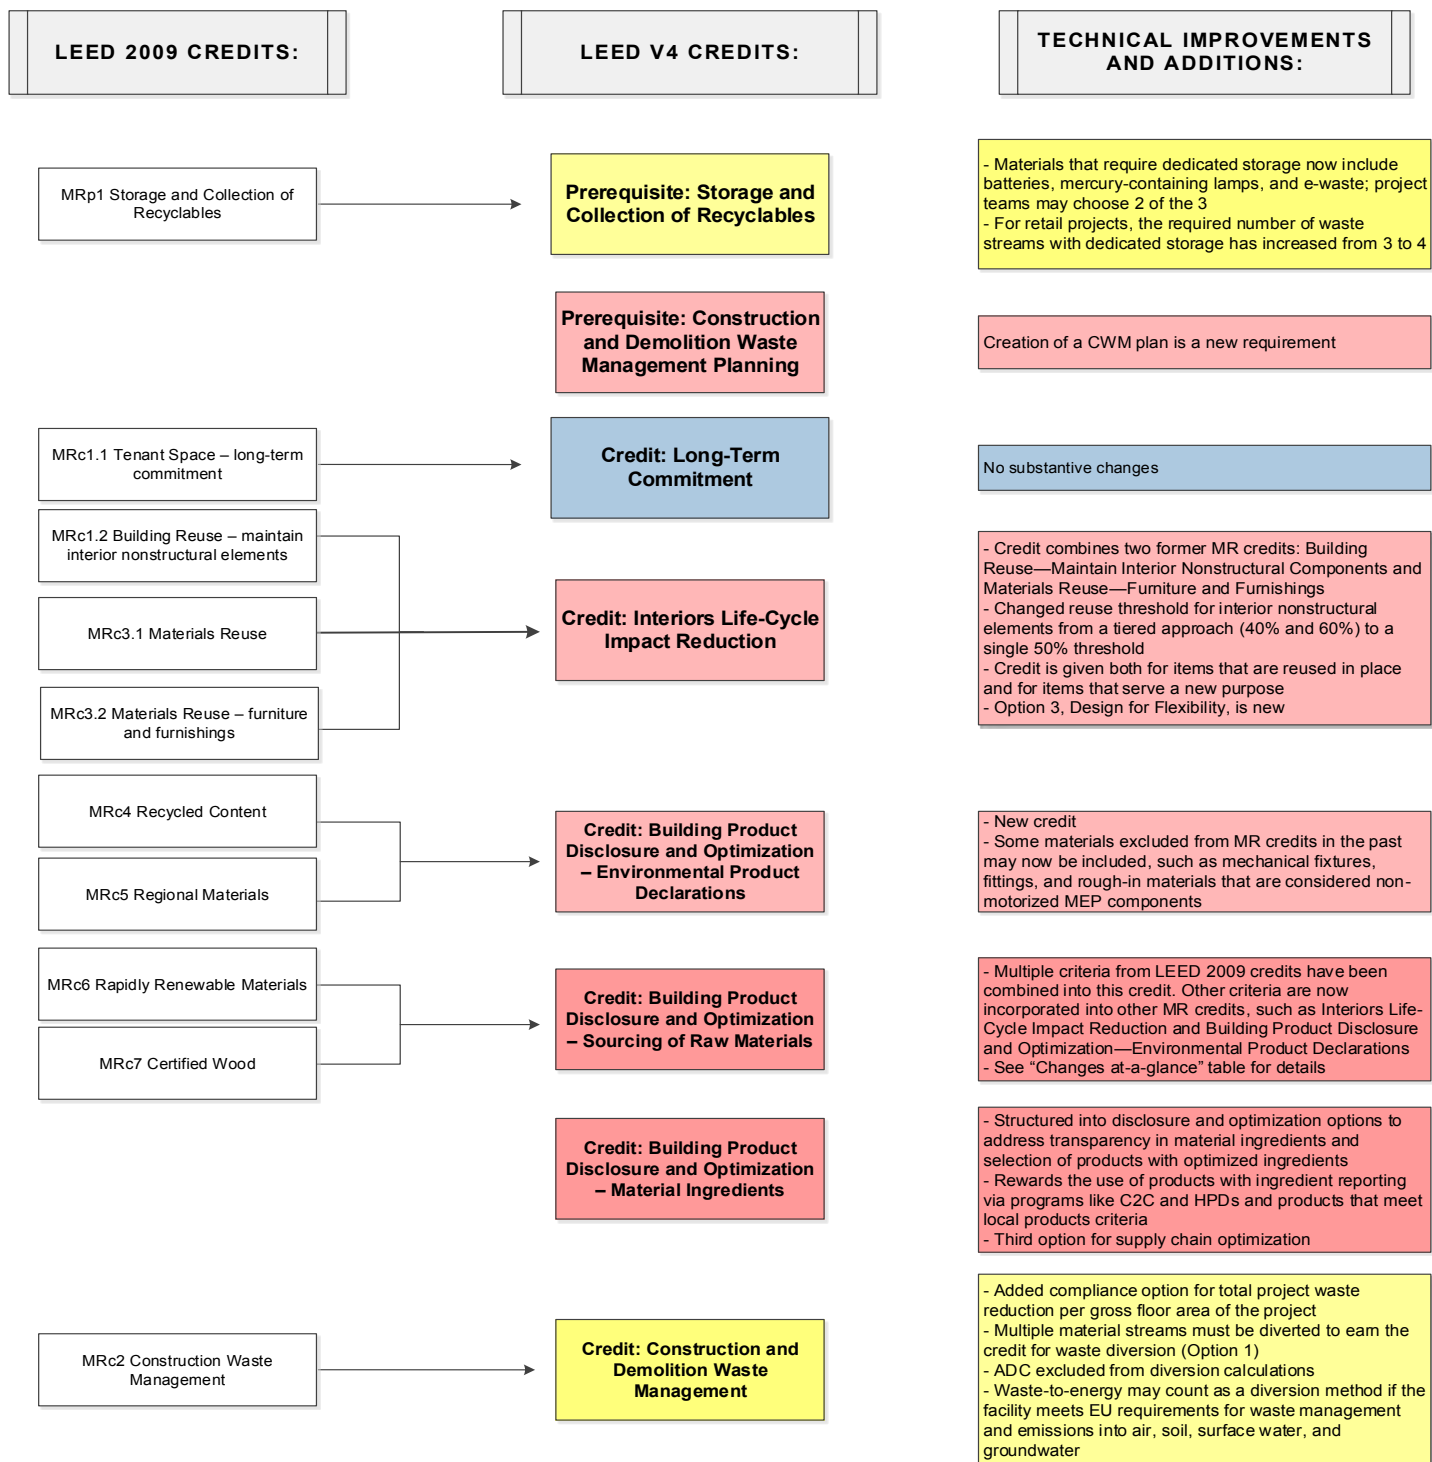 LEED 2009 CREDITS:
LEED V4 CREDITS:
TECHNICAL IMPROVEMENTS
AND ADDITIONS:
MRp1 Storage and Collection of
Recyclables
Prerequisite: Storage and
Collection of Recyclables
- Materials that require dedicated storage now include
batteries, mercury-containing lamps, and e-waste; project
teams may choose 2 of the 3
- For retail projects, the required number of waste
streams with dedicated storage has increased from 3 to 4
Prerequisite: Construction
and Demolition Waste
Management Planning
Creation of a CWM plan is a new requirement
MRc1.1 Tenant Space – long-term
commitment
Credit: Long-Term
Commitment
No substantive changes
MRc1.2 Building Reuse – maintain
interior nonstructural elements
MRc3.1 Materials Reuse
MRc3.2 Materials Reuse – furniture
and furnishings
Credit: Interiors Life-Cycle
Impact Reduction
- Credit combines two former MR credits: Building
Reuse—Maintain Interior Nonstructural Components and
Materials Reuse—Furniture and Furnishings
- Changed reuse threshold for interior nonstructural
elements from a tiered approach (40% and 60%) to a
single 50% threshold
- Credit is given both for items that are reused in place
and for items that serve a new purpose
- Option 3, Design for Flexibility, is new
MRc4 Recycled Content
MRc5 Regional Materials
Credit: Building Product
Disclosure and Optimization
– Environmental Product
Declarations
- New credit
- Some materials excluded from MR credits in the past
may now be included, such as mechanical fixtures,
fittings, and rough-in materials that are considered non-
motorized MEP components
MRc6 Rapidly Renewable Materials
MRc7 Certified Wood
Credit: Building Product
Disclosure and Optimization
– Sourcing of Raw Materials
- Multiple criteria from LEED 2009 credits have been
combined into this credit. Other criteria are now
incorporated into other MR credits, such as Interiors Life-
Cycle Impact Reduction and Building Product Disclosure
and Optimization—Environmental Product Declarations
- See “Changes at-a-glance” table for details
Credit: Building Product
Disclosure and Optimization
– Material Ingredients
- Structured into disclosure and optimization options to
address transparency in material ingredients and
selection of products with optimized ingredients
- Rewards the use of products with ingredient reporting
via programs like C2C and HPDs and products that meet
local products criteria
- Third option for supply chain optimization
MRc2 Construction Waste
Management
Credit: Construction and
Demolition Waste
Management
- Added compliance option for total project waste
reduction per gross floor area of the project
- Multiple material streams must be diverted to earn the
credit for waste diversion (Option 1)
- ADC excluded from diversion calculations
- Waste-to-energy may count as a diversion method if the
facility meets EU requirements for waste management
and emissions into air, soil, surface water, and
groundwater